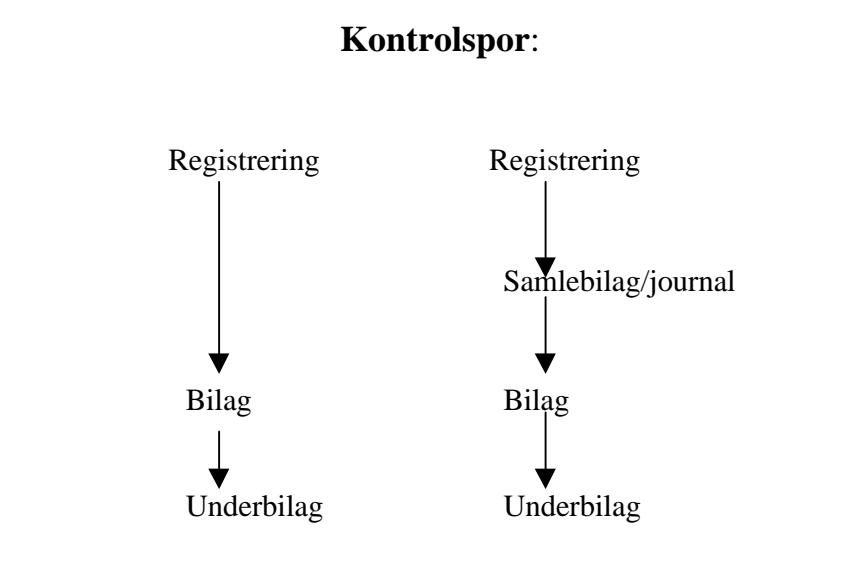 Kontrolspor:
Registrering Registrering
Samlebilag/journal
Bilag Bilag
Underbilag Underbilag